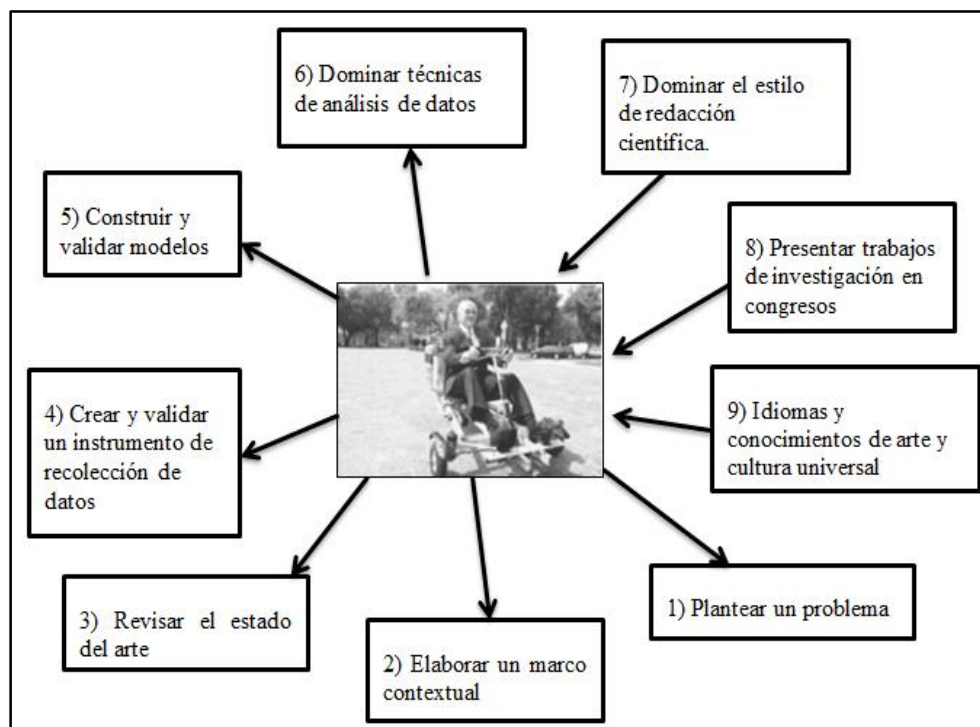 6) Dominar técnicas
de análisis de datos
7) Dominar el estilo
de redacción
científica.
5) Construir y
validar modelos
8) Presentar trabajos
de investigación en
congresos
4) Crear y validar
un instrumento de
recolección de
datos
9) Idiomas y
conocimientos de arte y
cultura universal
3) Revisar el estado
del arte
2) Elaborar un marco
contextual
1) Plantear un problema